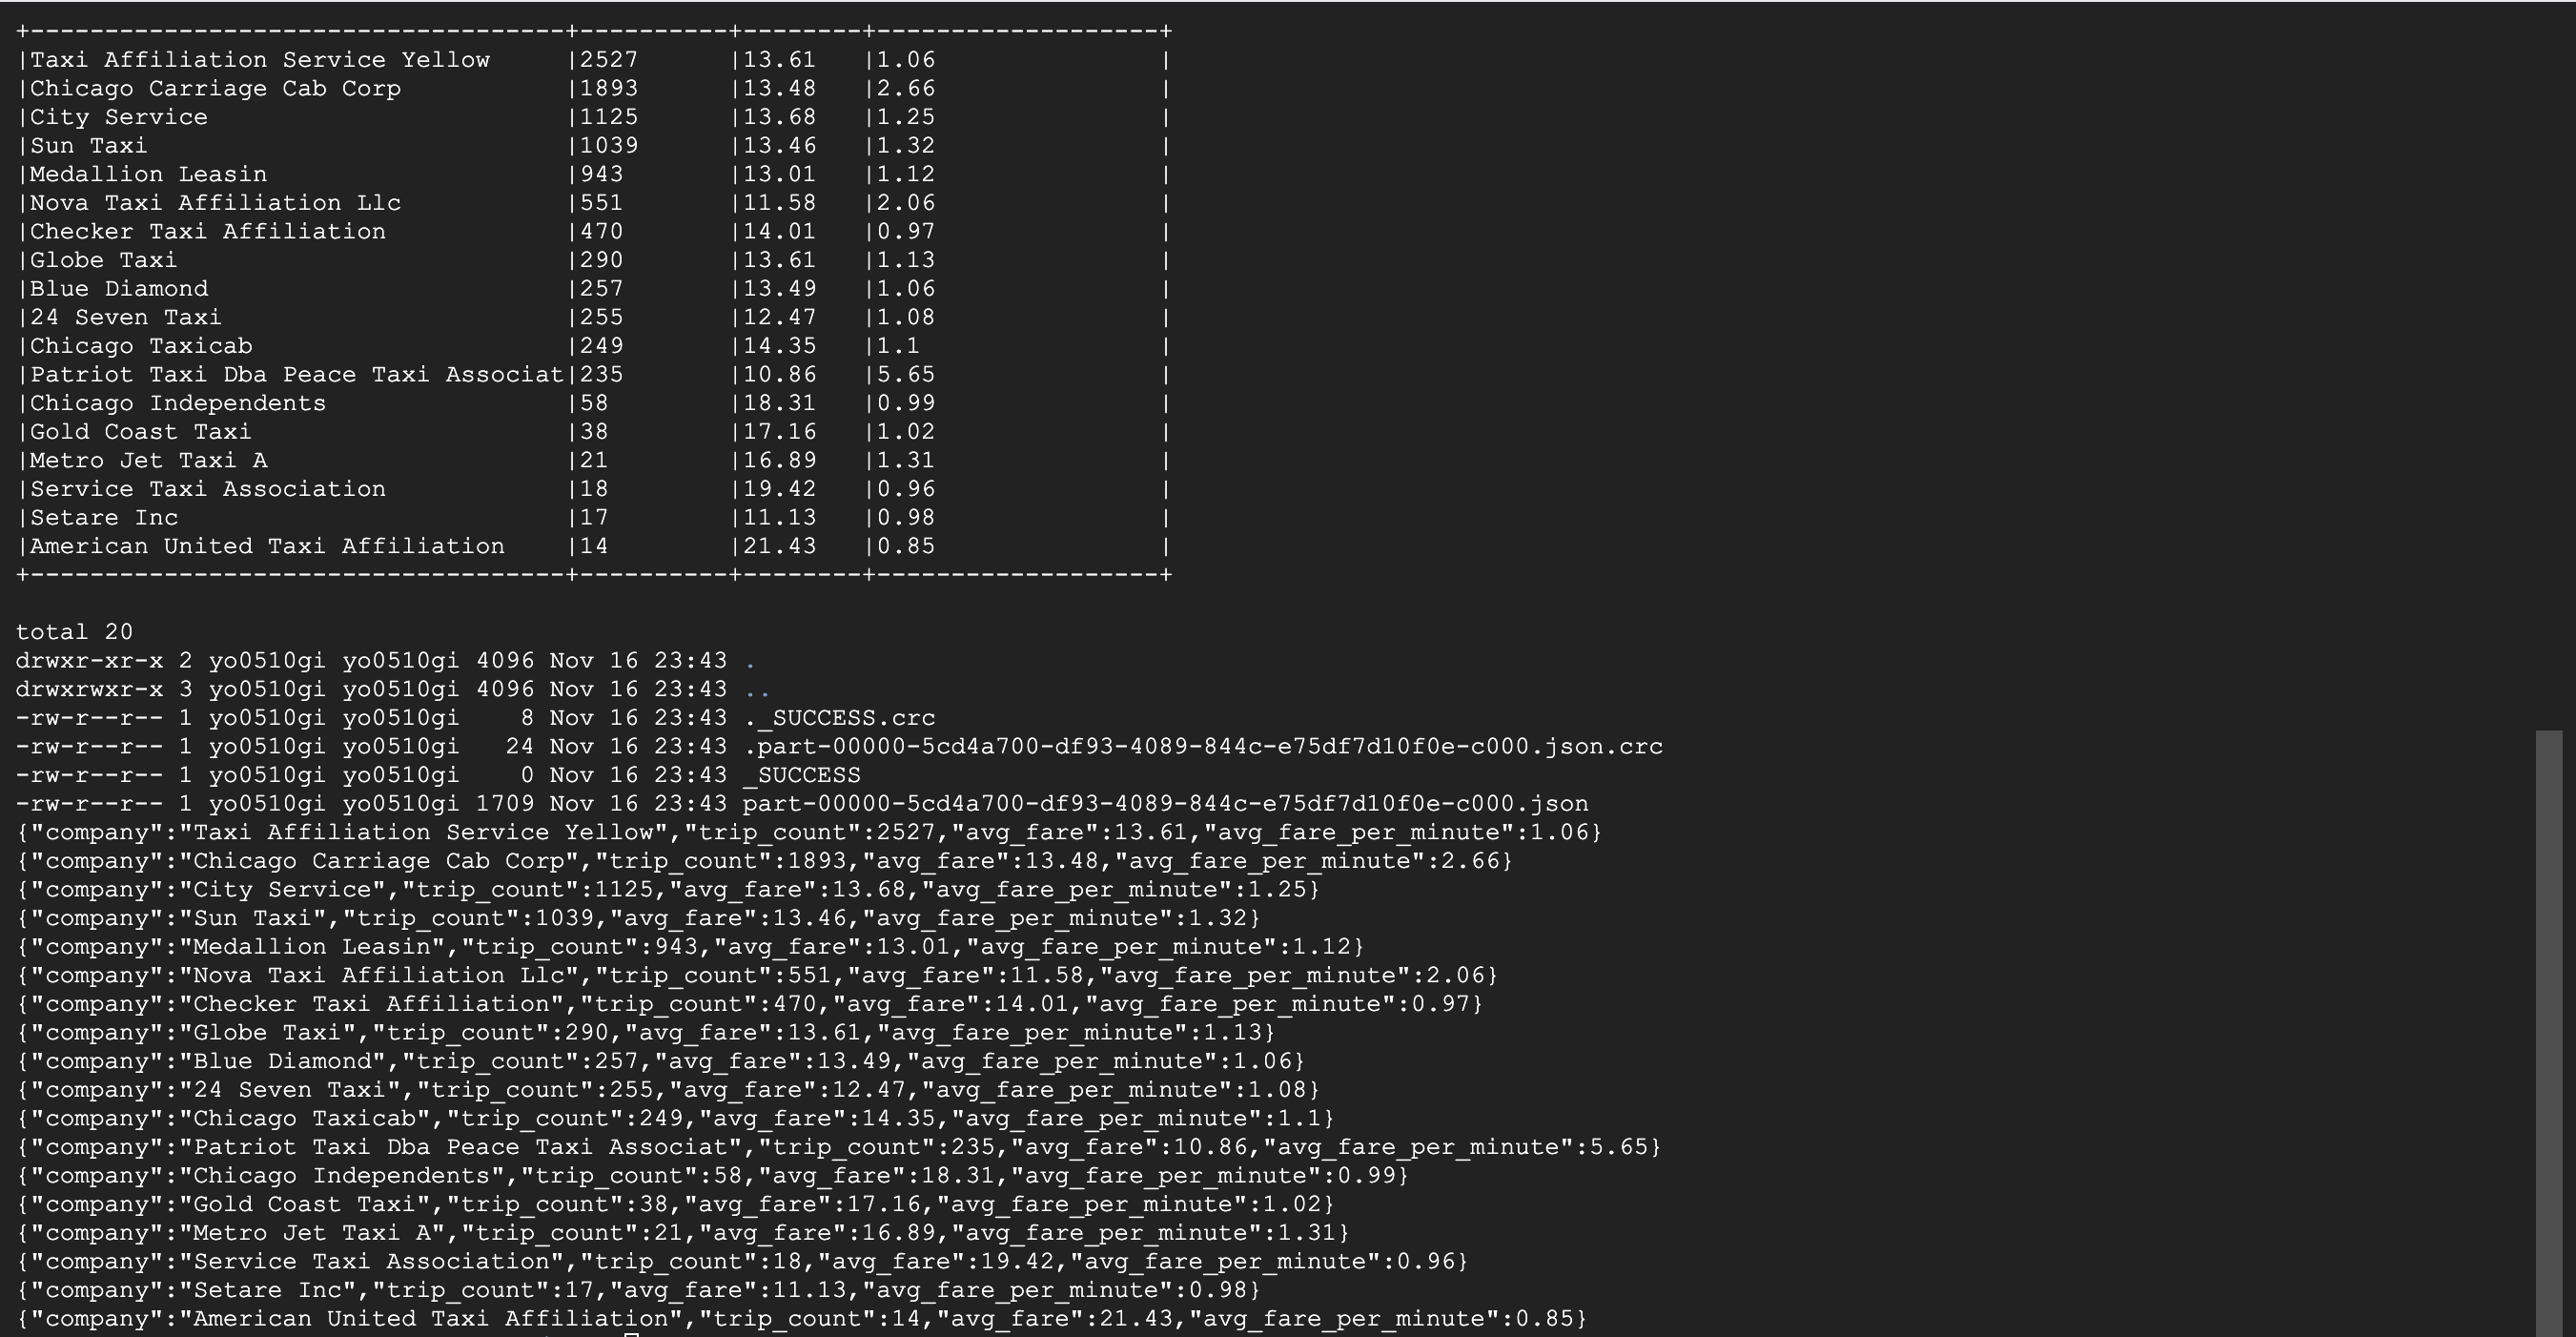 +------------------------------------+----------+--------+-------------------+
|Taxi Affiliation Service Yellow     |2527      |13.61   |1.06               |
|Chicago Carriage Cab Corp           |1893      |13.48   |2.66               |
|City Service                        |1125      |13.68   |1.25               |
|Sun Taxi                            |1039      |13.46   |1.32               |
|Medallion Leasin                    |943       |13.01   |1.12               |
|Nova Taxi Affiliation Llc           |551       |11.58   |2.06               |
|Checker Taxi Affiliation            |470       |14.01   |0.97               |
|Globe Taxi                          |290       |13.61   |1.13               |
|Blue Diamond                        |257       |13.49   |1.06               |
|24 Seven Taxi                       |255       |12.47   |1.08               |
|Chicago Taxicab                     |249       |14.35   |1.1                |
|Patriot Taxi Dba Peace Taxi Associat|235       |10.86   |5.65               |
|Chicago Independents                |58        |18.31   |0.99               |
|Gold Coast Taxi                     |38        |17.16   |1.02               |
|Metro Jet Taxi A                    |21        |16.89   |1.31               |
|Service Taxi Association            |18        |19.42   |0.96               |
|Setare Inc                          |17        |11.13   |0.98               |
|American United Taxi Affiliation    |14        |21.43   |0.85               |
+------------------------------------+----------+--------+-------------------+
total 20
drwxr-xr-x 2 yo0510gi yo0510gi 4096 Nov 16 23:43 .
drwxrwxr-x 3 yo0510gi yo0510gi 4096 Nov 16 23:43 ..
-rw-r--r-- 1 yo0510gi yo0510gi    8 Nov 16 23:43 ._SUCCESS.crc
-rw-r--r-- 1 yo0510gi yo0510gi   24 Nov 16 23:43 .part-00000-5cd4a700-df93-4089-844c-e75df7d10f0e-c000.json.crc
-rw-r--r-- 1 yo0510gi yo0510gi    0 Nov 16 23:43 _SUCCESS
-rw-r--r-- 1 yo0510gi yo0510gi 1709 Nov 16 23:43 part-00000-5cd4a700-df93-4089-844c-e75df7d10f0e-c000.json
{"company":"Taxi Affiliation Service Yellow","trip_count":2527,"avg_fare":13.61,"avg_fare_per_minute":1.06}
{"company":"Chicago Carriage Cab Corp","trip_count":1893,"avg_fare":13.48,"avg_fare_per_minute":2.66}
{"company":"City Service","trip_count":1125,"avg_fare":13.68,"avg_fare_per_minute":1.25}
{"company":"Sun Taxi","trip_count":1039,"avg_fare":13.46,"avg_fare_per_minute":1.32}
{"company":"Medallion Leasin","trip_count":943,"avg_fare":13.01,"avg_fare_per_minute":1.12}
{"company":"Nova Taxi Affiliation Llc","trip_count":551,"avg_fare":11.58,"avg_fare_per_minute":2.06}
{"company":"Checker Taxi Affiliation","trip_count":470,"avg_fare":14.01,"avg_fare_per_minute":0.97}
{"company":"Globe Taxi","trip_count":290,"avg_fare":13.61,"avg_fare_per_minute":1.13}
{"company":"Blue Diamond","trip_count":257,"avg_fare":13.49,"avg_fare_per_minute":1.06}
{"company":"24 Seven Taxi","trip_count":255,"avg_fare":12.47,"avg_fare_per_minute":1.08}
{"company":"Chicago Taxicab","trip_count":249,"avg_fare":14.35,"avg_fare_per_minute":1.1}
{"company":"Patriot Taxi Dba Peace Taxi Associat","trip_count":235,"avg_fare":10.86,"avg_fare_per_minute":5.65}
{"company":"Chicago Independents","trip_count":58,"avg_fare":18.31,"avg_fare_per_minute":0.99}
{"company":"Gold Coast Taxi","trip_count":38,"avg_fare":17.16,"avg_fare_per_minute":1.02}
{"company":"Metro Jet Taxi A","trip_count":21,"avg_fare":16.89,"avg_fare_per_minute":1.31}
{"company":"Service Taxi Association","trip_count":18,"avg_fare":19.42,"avg_fare_per_minute":0.96}
{"company":"Setare Inc","trip_count":17,"avg_fare":11.13,"avg_fare_per_minute":0.98}
{"company":"American United Taxi Affiliation","trip_count":14,"avg_fare":21.43,"avg_fare_per_minute":0.85}